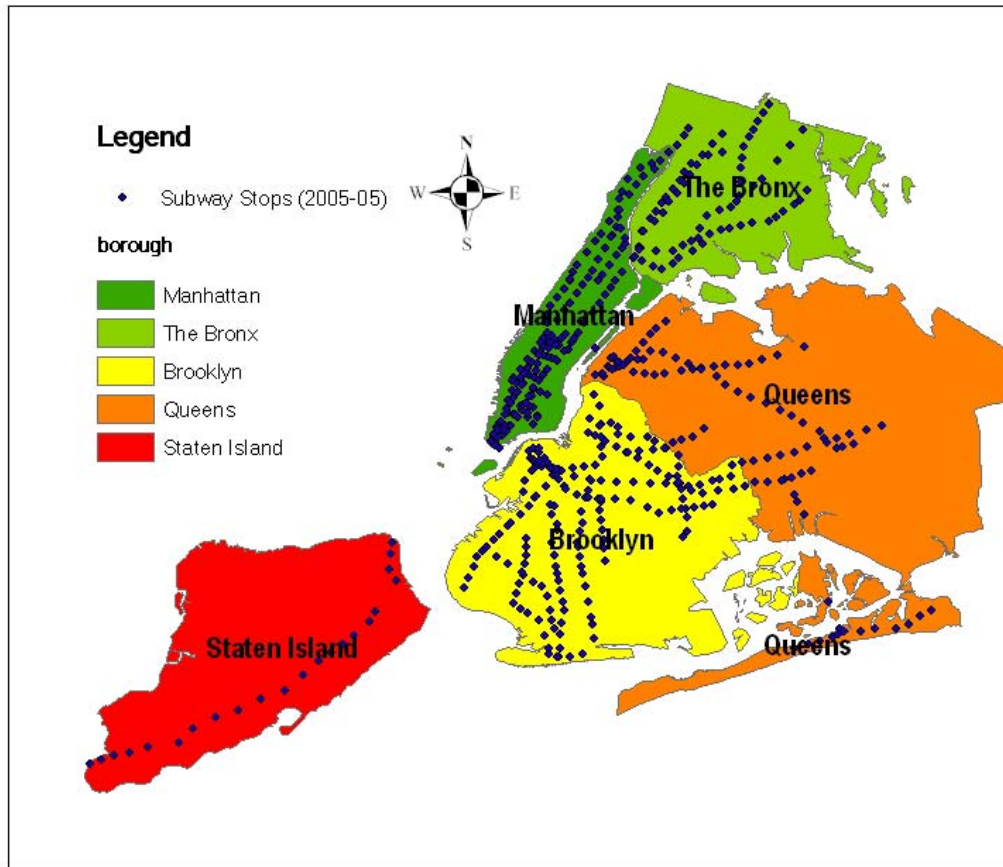 Legend
N
W E
S
Subway Stops (2005-05)
borough
Manhattan
The Bronx
Brooklyn
Queens
Staten Island
The Bronx
Manhattan
Queens
Brooklyn
Staten Island
Queens